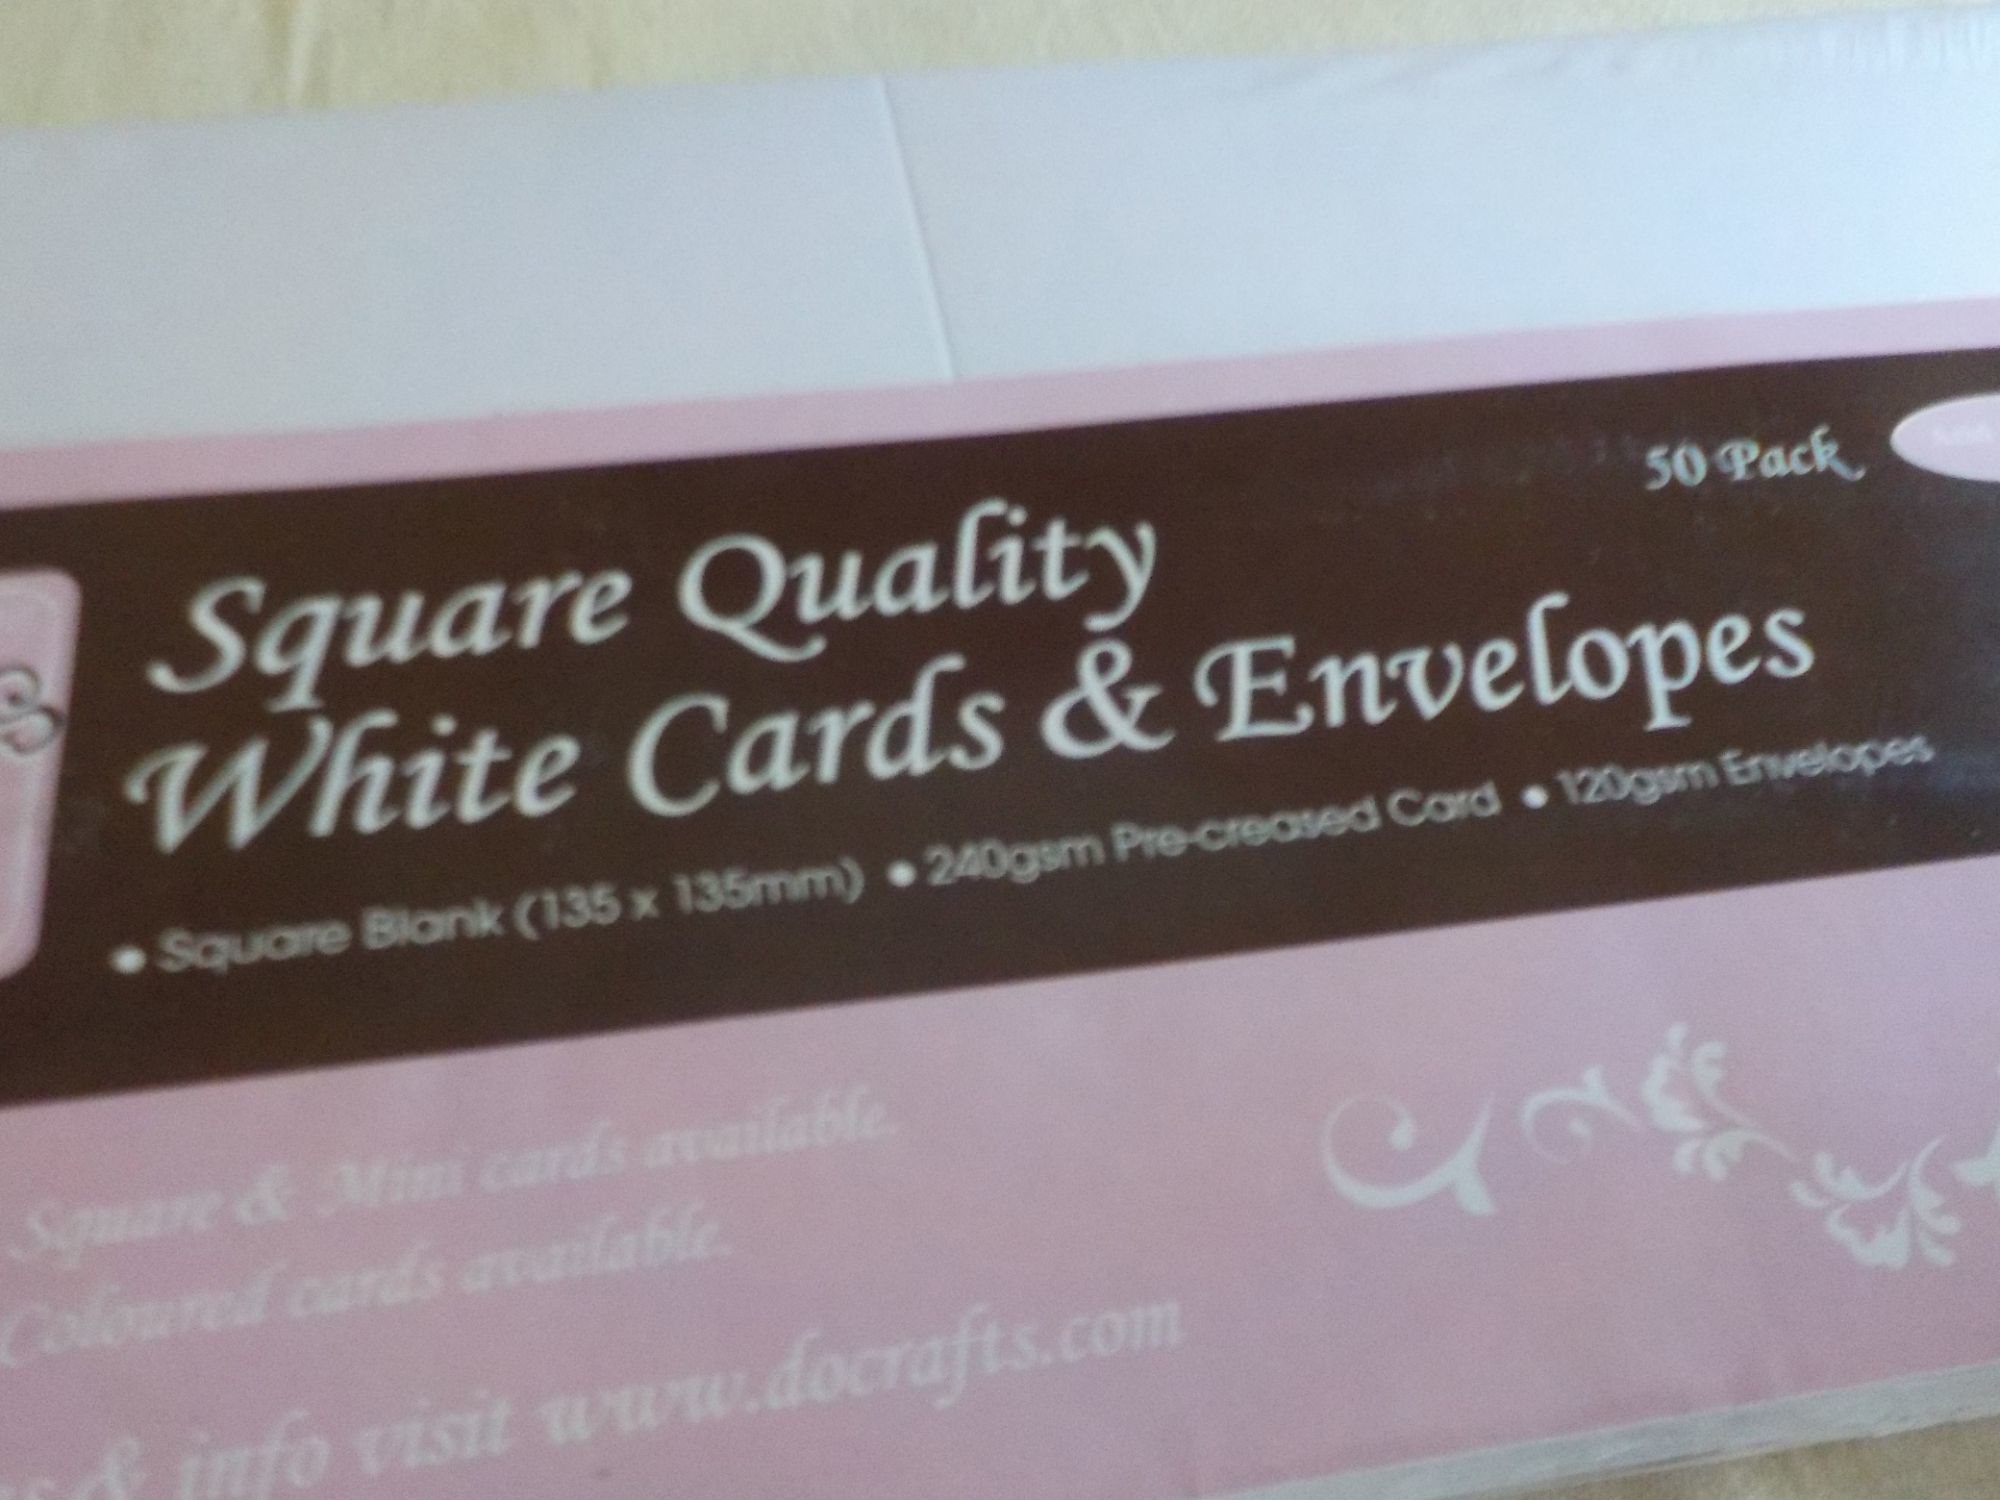 50 Pack
Square Quality
White Cards & Envelopes
• Square Blank (135 x 135mm) • 240gsm Pre-creased Card • 120gsm Envelopes
Square & Mini cards available.
Coloured cards available.
& info visit www.docrafts.com